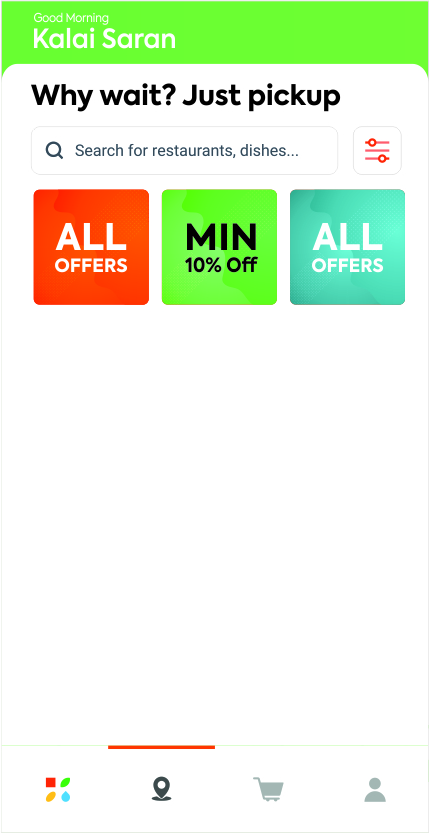 Good Morning
Kalai Saran
Why wait? Just pickup
Search for restaurants, dishes...
ALL
OFFERS
MIN
10% Off
ALL
OFFERS